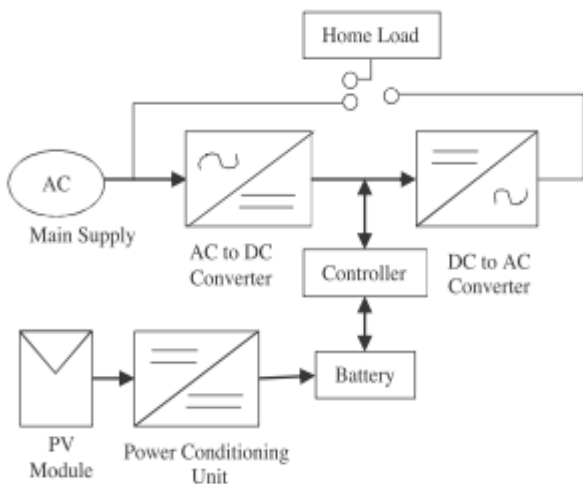 Home Load
AC
Main Supply
AC to DC
Converter
Controller
DC to AC
Converter
Battery
PV
Module
Power Conditioning
Unit